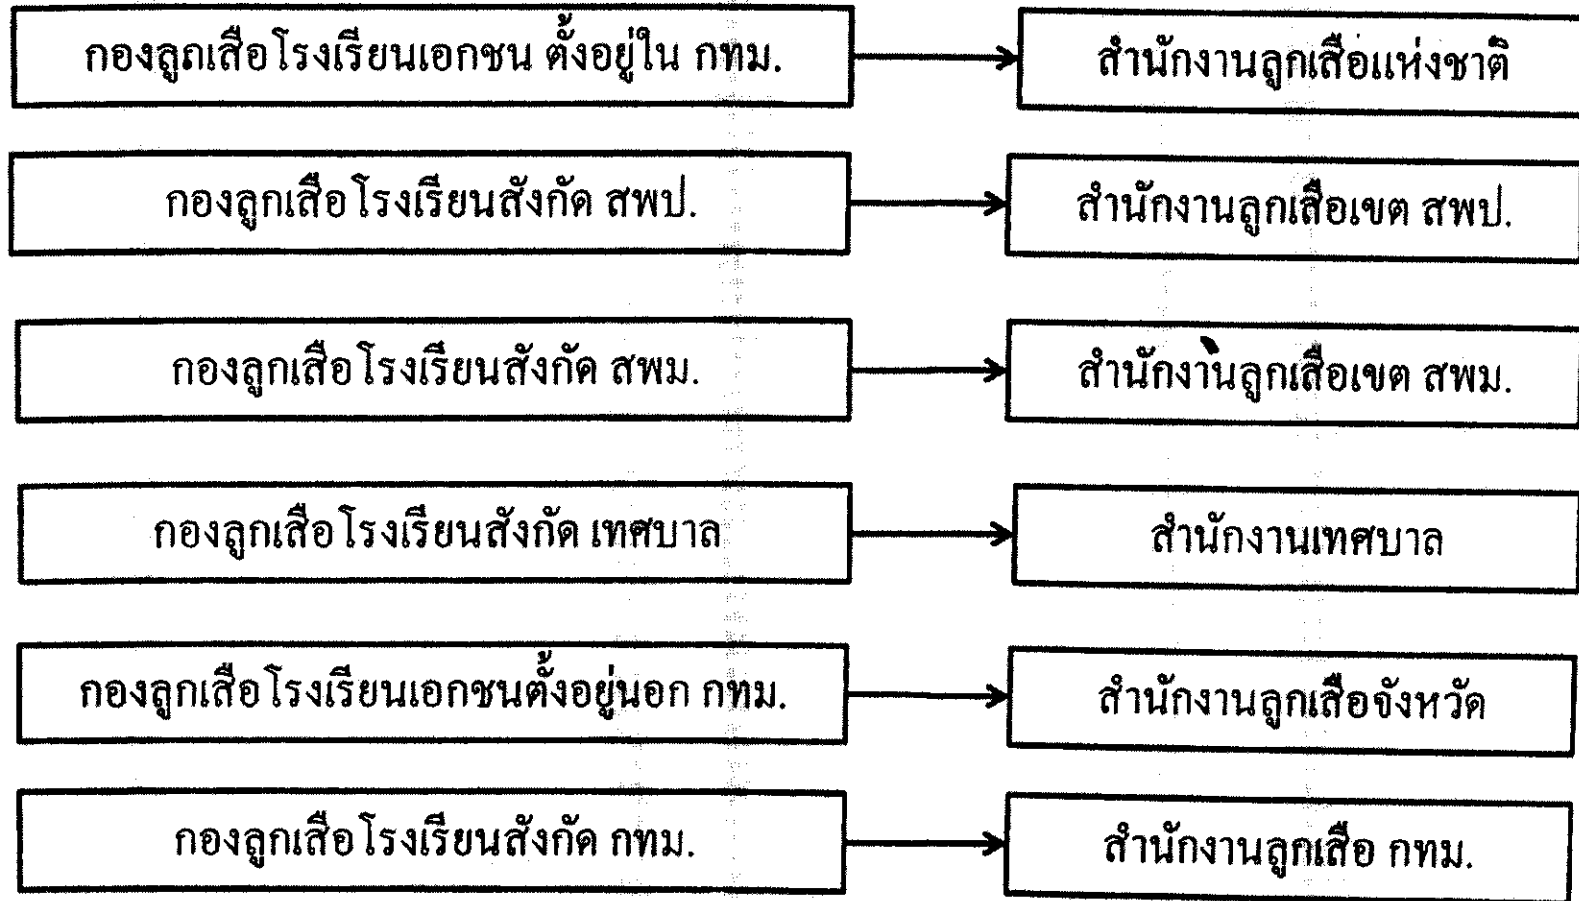 กองลูกเสือโรงเรียนเอกชน ตั้งอยู่ใน กทม.
สำนักงานลูกเสือแห่งชาติ
กองลูกเสือโรงเรียนสังกัด สพป.
สำนักงานลูกเสือเขต สพป.
กองลูกเสือโรงเรียนสังกัด สพม.
สำนักงานลูกเสือเขต สพม.
กองลูกเสือโรงเรียนสังกัด เทศบาล
สำนักงานเทศบาล
กองลูกเสือโรงเรียนเอกชนตั้งอยู่นอก กทม.
สำนักงานลูกเสือจังหวัด
กองลูกเสือโรงเรียนสังกัด กทม.
สำนักงานลูกเสือ กทม.